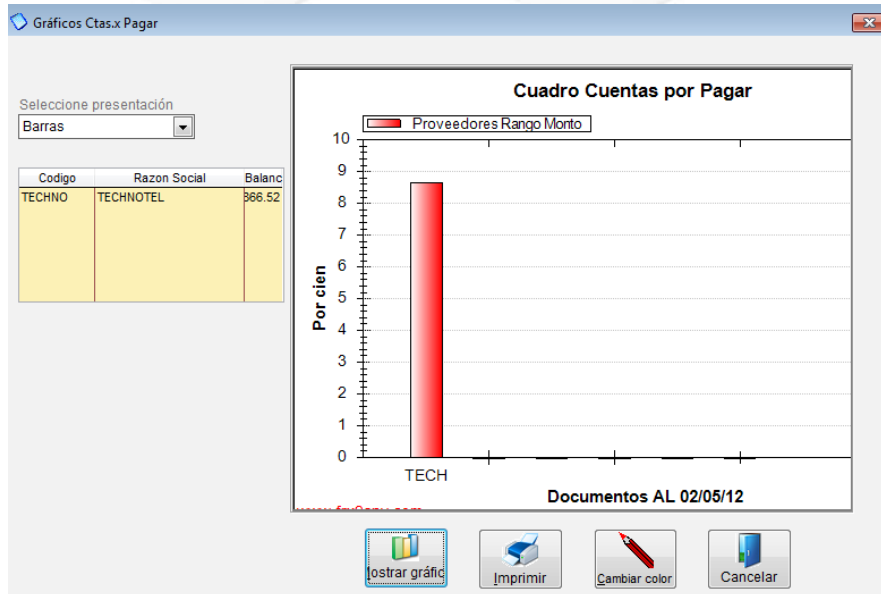 Gráficos Ctas.x Pagar
Seleccione presentación
Barras
Codigo Razon Social Balanc
TECHNO TECHNOTEL 366.52
Cuadro Cuentas por Pagar
Proveedores Rango Monto
10
9
8
7
6
5
4
3
2
1
0
Por cien
TECH
Documentos AL 02/05/12
ostrar gráfic
Imprimir
Cambiar color
Cancelar